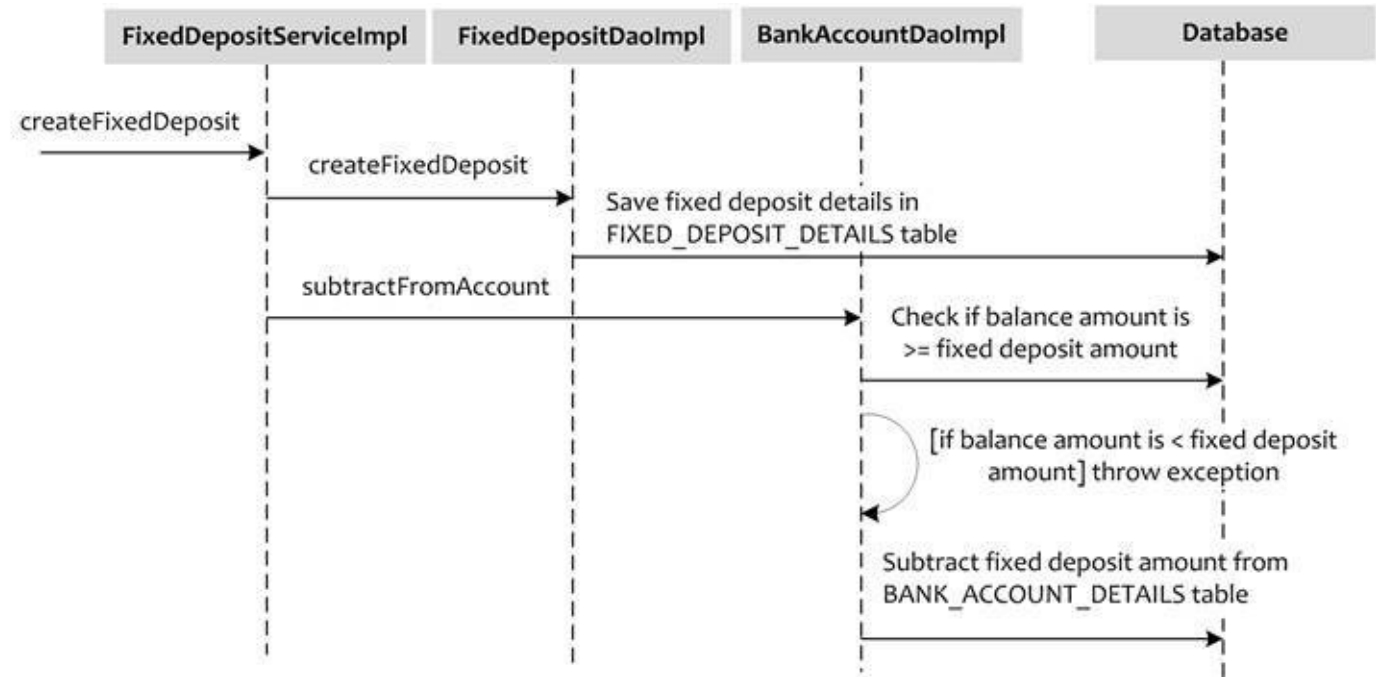 FixedDepositServiceImpl
FixedDepositDaoImpl
BankAccountDaoImpl
Database
createFixedDeposit
createFixedDeposit
Save fixed deposit details in
FIXED_DEPOSIT_DETAILS table
subtractFromAccount
Check if balance amount is
>= fixed deposit amount
[if balance amount is < fixed deposit
amount] throw exception
Subtract fixed deposit amount from
BANK_ACCOUNT_DETAILS table